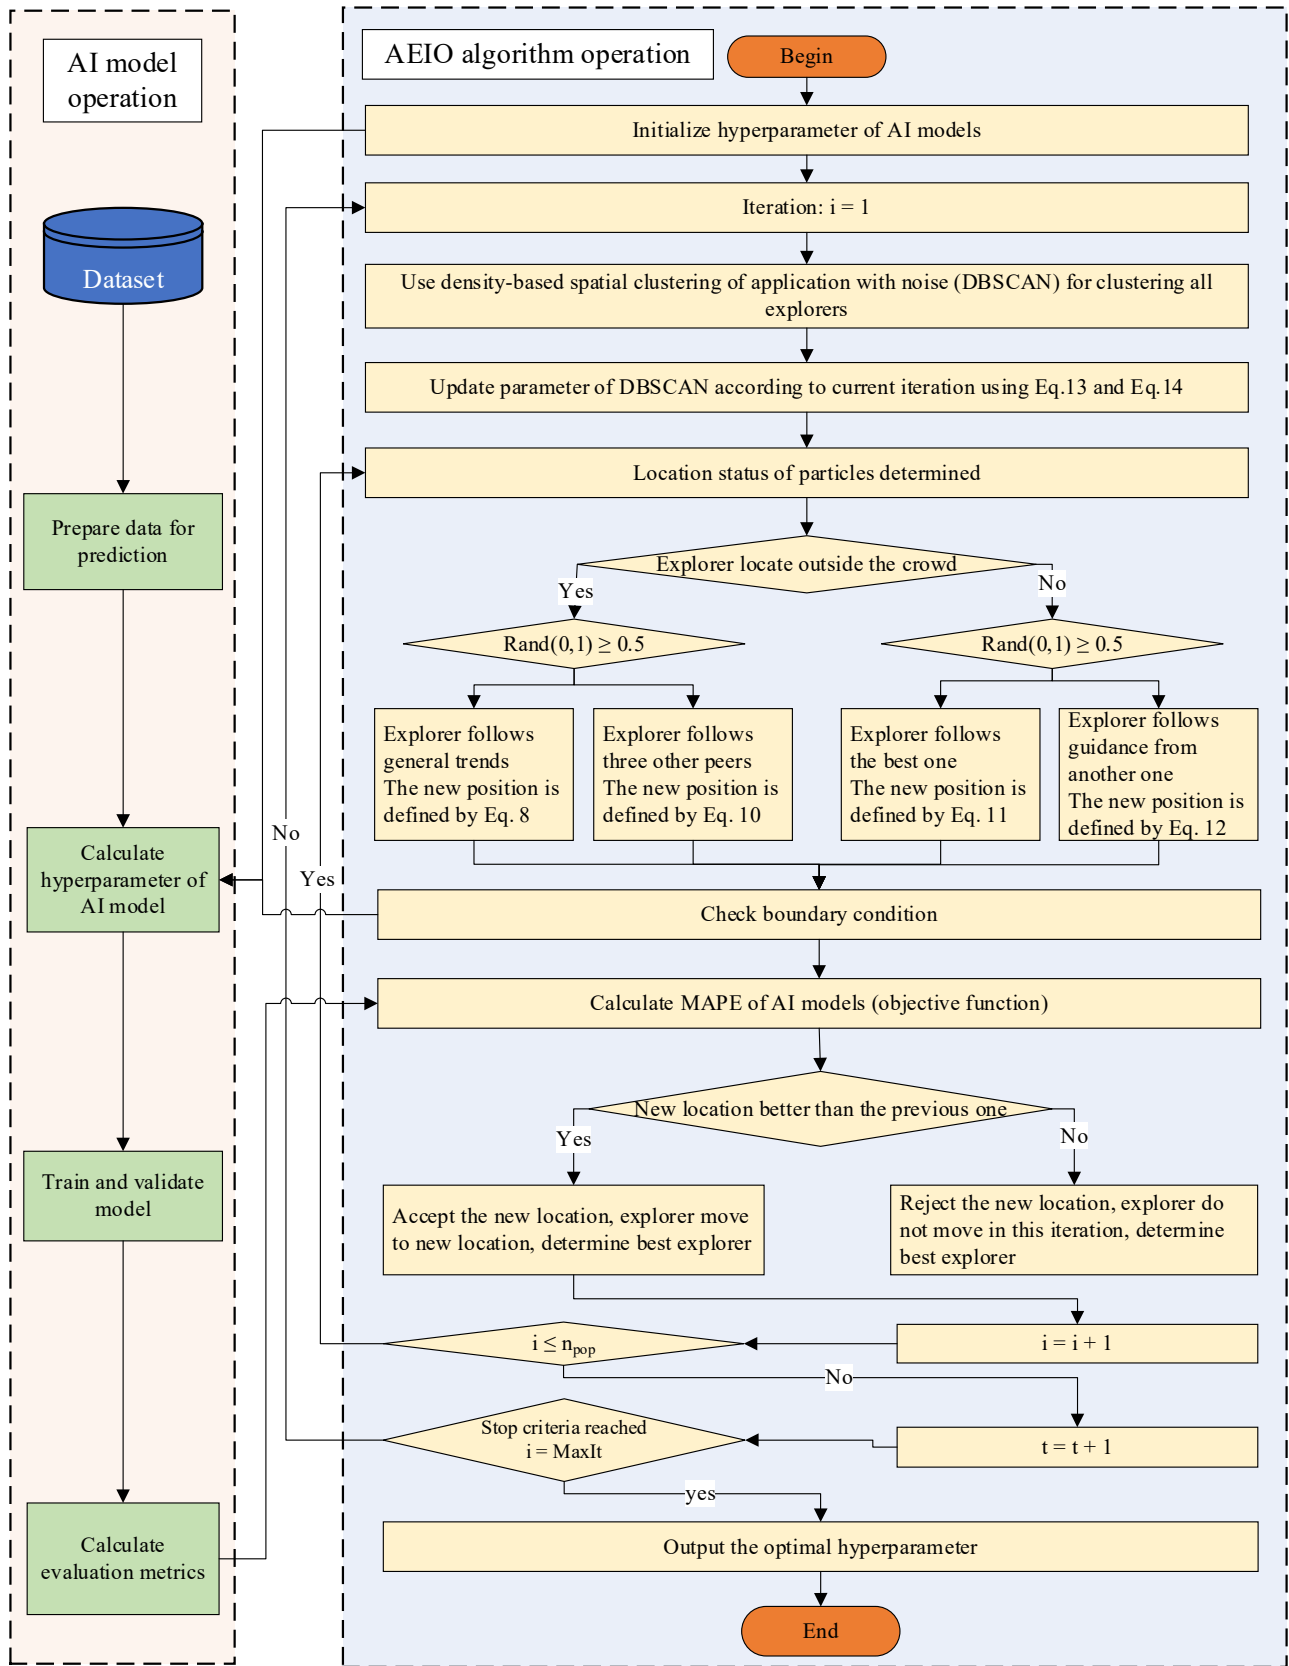 AI model
operation
Dataset
Prepare data for
prediction
Calculate
hyperparameter of
AI model
Train and validate
model
Calculate
evaluation metrics
AEIO algorithm operation
Begin
Initialize hyperparameter of AI models
Iteration: i = 1
Use density-based spatial clustering of application with noise (DBSCAN) for clustering all
explorers
Update parameter of DBSCAN according to current iteration using Eq.13 and Eq.14
Location status of particles determined
Explorer locate outside the crowd
Yes
No
Rand(0,1) ≥ 0.5
Rand(0,1) ≥ 0.5
Explorer follows
general trends
The new position is
defined by Eq. 8
Explorer follows
three other peers
The new position is
defined by Eq. 10
Explorer follows
the best one
The new position is
defined by Eq. 11
Explorer follows
guidance from
another one
The new position is
defined by Eq. 12
No
Yes
Check boundary condition
Calculate MAPE of AI models (objective function)
New location better than the previous one
Yes
No
Accept the new location, explorer move
to new location, determine best explorer
Reject the new location, explorer do
not move in this iteration, determine
best explorer
i ≤ npop
i = i + 1
No
Stop criteria reached
i = MaxIt
t = t + 1
yes
Output the optimal hyperparameter
End